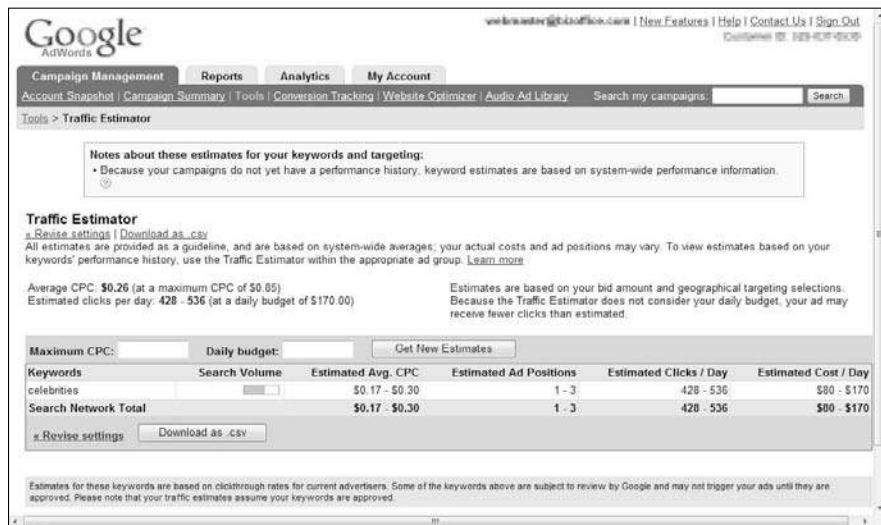 Google
AdWords
| New Features | Help | Contact Us | Sign Out
Campaign Management Reports Analytics My Account
Account Snapshot | Campaign Summary | Tools | Conversion Tracking | Website Optimizer | Audio Ad Library Search my campaigns: Search
Tools > Traffic Estimator
Notes about these estimates for your keywords and targeting:
• Because your campaigns do not yet have a performance history, keyword estimates are based on system-wide performance information.
?
Traffic Estimator
« Revise settings | Download as .csv
All estimates are provided as a guideline, and are based on system-wide averages; your actual costs and ad positions may vary. To view estimates based on your
keywords' performance history, use the Traffic Estimator within the appropriate ad group. Learn more
Average CPC: $0.26 (at a maximum CPC of $0.85) Estimates are based on your bid amount and geographical targeting selections.
Estimated clicks per day: 428 - 536 (at a daily budget of $170.00) Because the Traffic Estimator does not consider your daily budget, your ad may
receive fewer clicks than estimated.
Maximum CPC: Daily budget: Get New Estimates
Keywords Search Volume Estimated Avg. CPC Estimated Ad Positions Estimated Clicks / Day Estimated Cost / Day
celebrities $0.17 - $0.30 1 - 3 428 - 536 $80 - $170
Search Network Total $0.17 - $0.30 1 - 3 428 - 536 $80 - $170
« Revise settings Download as .csv
Estimates for these keywords are based on clickthrough rates for current advertisers. Some of the keywords above are subject to review by Google and may not trigger your ads until they are
approved. Please note that your traffic estimates assume your keywords are approved.